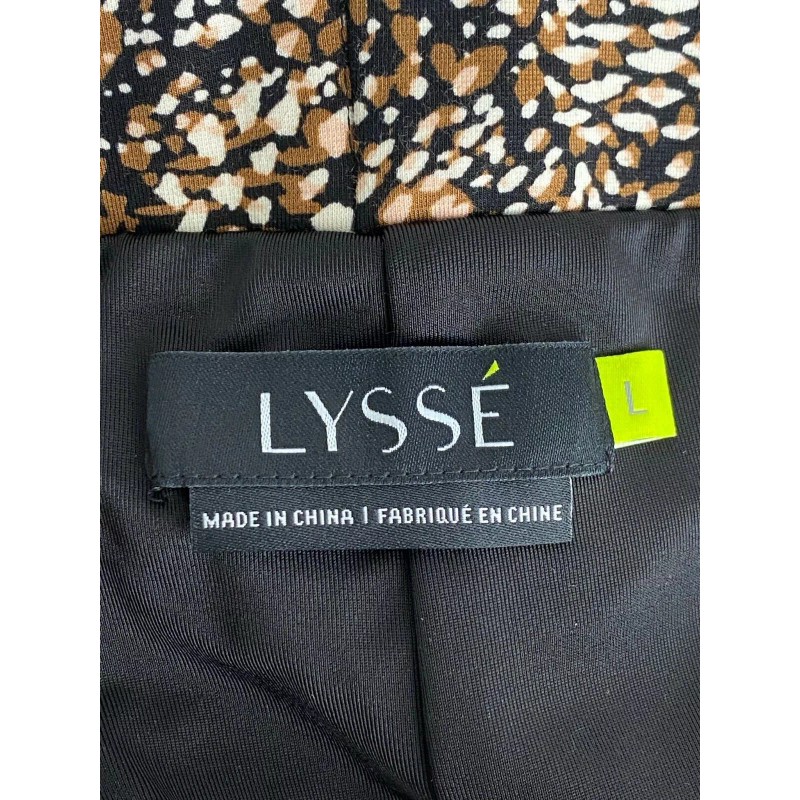 LYSSÉ
L
MADE IN CHINA | FABRIQUÉ EN CHINE